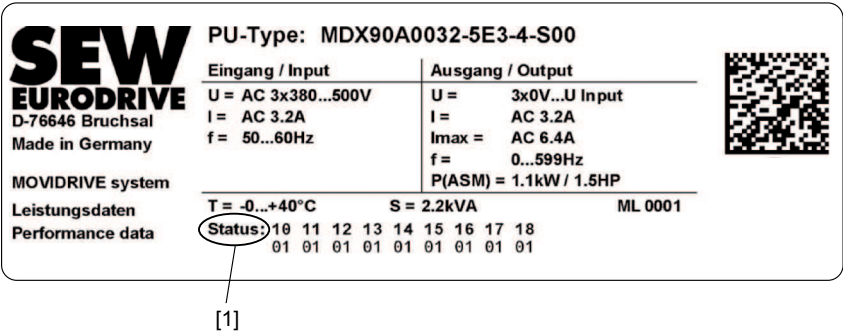 SEW
EURODRIVE
D-76646 Bruchsal
Made in Germany
MOVIDRIVE system
Leistungsdaten
Performance data
PU-Type: MDX90A0032-5E3-4-S00
Eingang / Input
U = AC 3x380...500V
I = AC 3.2A
f = 50...60Hz
Ausgang / Output
U = 3x0V...U Input
I = AC 3.2A
Imax = AC 6.4A
f = 0...599Hz
P(ASM) = 1.1kW / 1.5HP
T = -0...+40°C S = 2.2kVA ML 0001
Status: 10 11 12 13 14 15 16 17 18
01 01 01 01 01 01 01 01 01
[1]